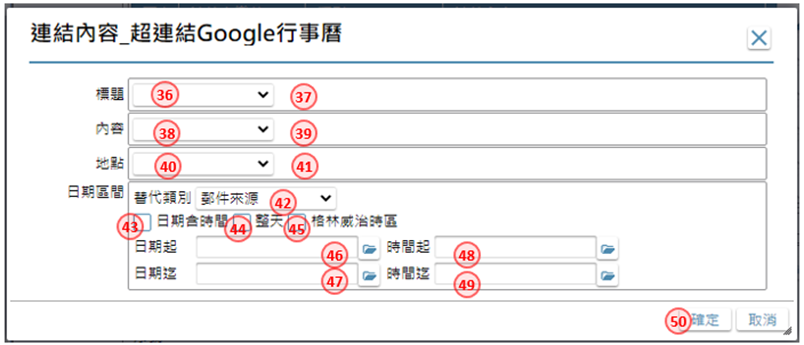 連結內容_超連結Google行事曆
標題 36 37
內容 38 39
地點 40 41
日期區間 替代類別 郵件來源 42
43 日期含時間 44 整天 45 格林威治時區
日期起 46 時間起 48
日期迄 47 時間迄 49
50 確定 取消